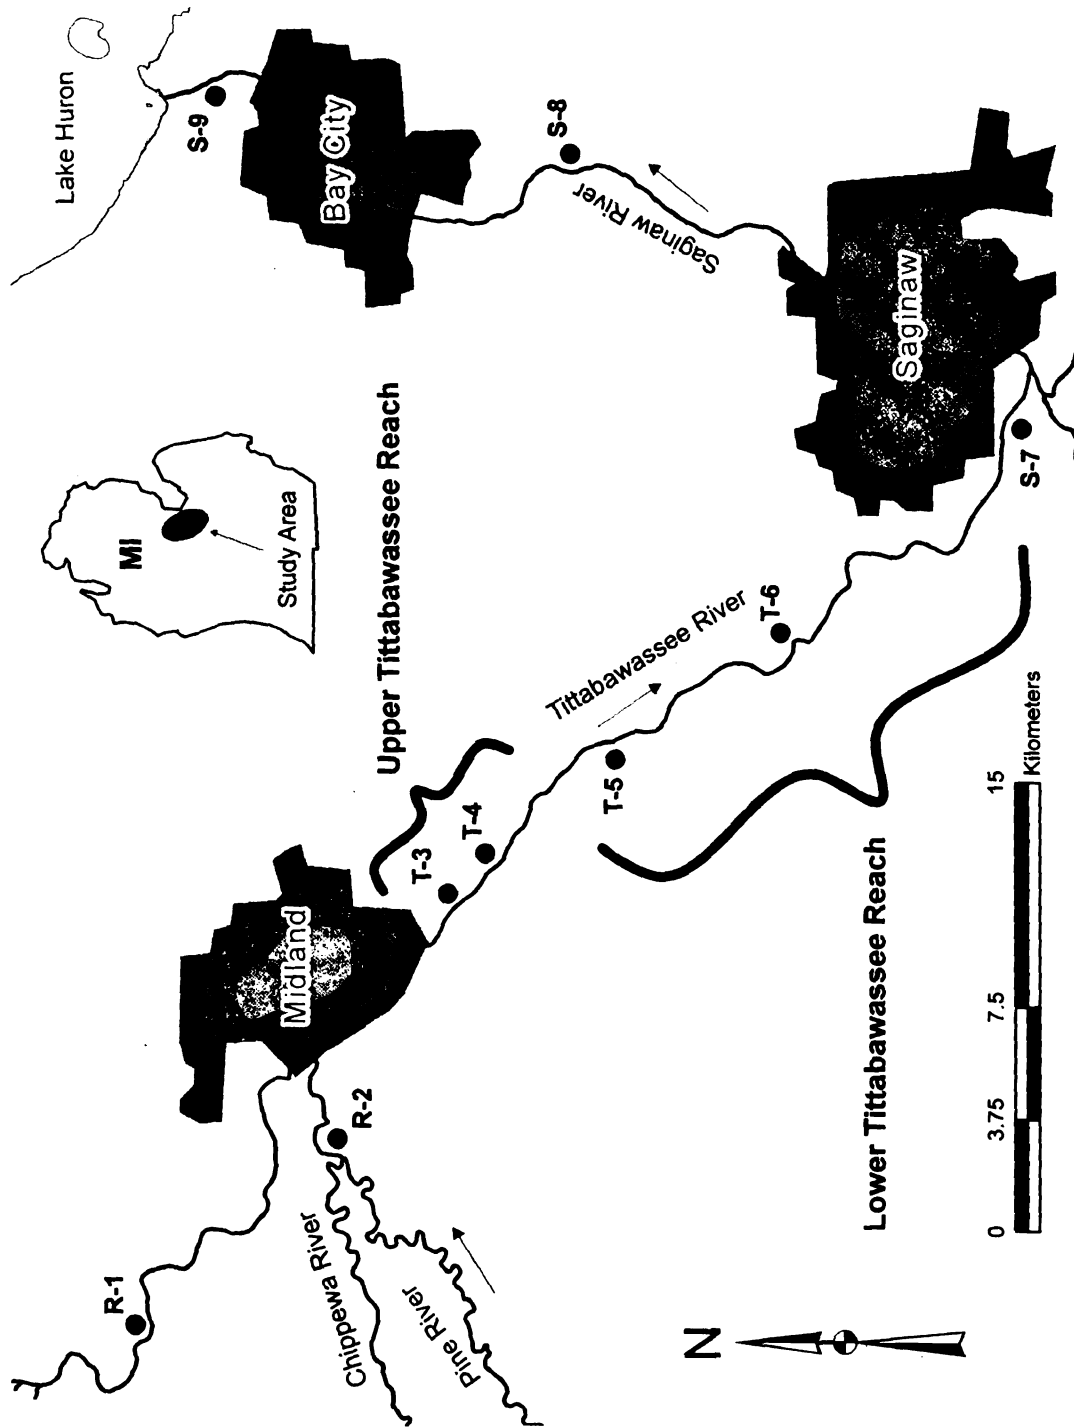 Lake Huron
S-9
Bay City
S-8
Saginaw River
MI
Study Area
Upper Tittabawassee Reach
Midland
R-1
R-2
Chippewa River
Pine River
T-3
T-4
Tittabawassee River
T-5
T-6
Saginaw
S-7
Lower Tittabawassee Reach
N
0 3.75 7.5 15
Kilometers